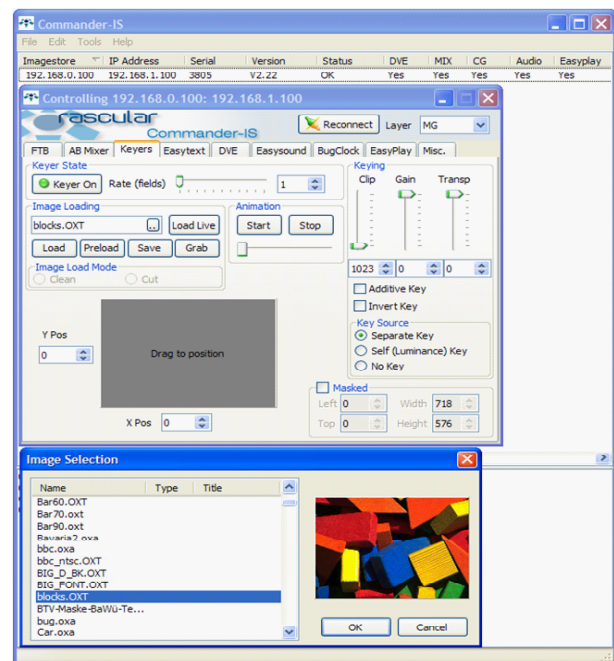 Commander-IS
File Edit Tools Help
Imagestore IP Address Serial Version Status DVE MIX CG Audio Easyplay
192.168.0.100 192.168.1.100 3805 V2.22 OK Yes Yes Yes Yes Yes
Controlling 192.168.0.100: 192.168.1.100
rascular
Commander-IS
Reconnect Layer MG
FTB AB Mixer Keyers Easytext DVE Easysound BugClock EasyPlay Misc.
Keyer State
Keyer On Rate (fields) 1
Image Loading
blocks.OXT .. Load Live
Load Preload Save Grab
Image Load Mode
Clean Cut
Animation
Start Stop
Keying
Clip Gain Transp
1023 0 0
Additive Key
Invert Key
Key Source
Separate Key
Self (Luminance) Key
No Key
Y Pos
0
Drag to position
X Pos 0
Masked
Left 0 Width 718
Top 0 Height 576
Image Selection
Name Type Title
Bar60.OXT
Bar70.oxt
Bar90.oxt
Bavaria2.oxa
bbc.oxa
bbc_ntsc.OXT
BIG_D_BK.OXT
BIG_FONT.OXT
blocks.OXT
BTV-Maske-BaWü-Te...
bug.oxa
Car.oxa
OK Cancel